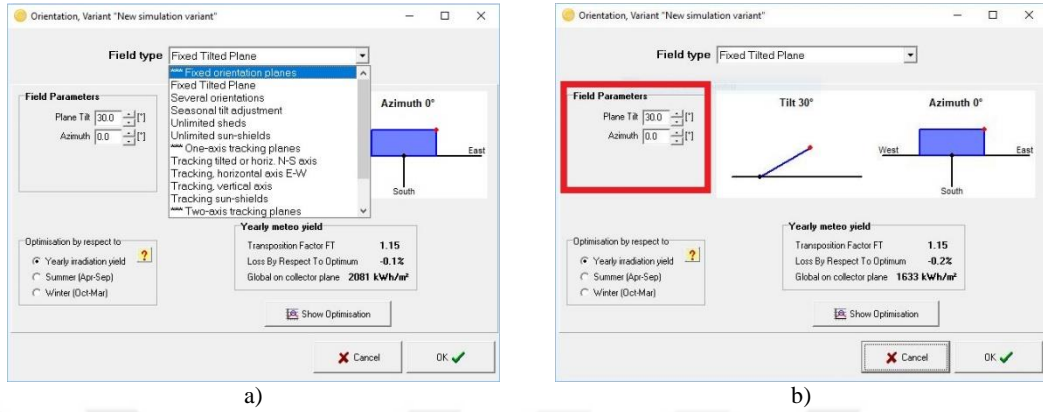 Orientation, Variant "New simulation variant"
Field type Fixed Tilted Plane
*** Fixed orientation planes
Fixed Tilted Plane
Several orientations
Seasonal tilt adjustment
Unlimited sheds
Unlimited sun-shields
*** One-axis tracking planes
Tracking tilted or horiz. N-S axis
Tracking, horizontal axis E-W
Tracking, vertical axis
Tracking sun-shields
*** Two-axis tracking planes
Field Parameters
Plane Tilt 30.0 [°]
Azimuth 0.0 [°]
Azimuth 0°
East
South
Optimisation by respect to
?
Yearly irradiation yield
Summer (Apr-Sep)
Winter (Oct-Mar)
Yearly meteo yield
Transposition Factor FT 1.15
Loss By Respect To Optimum -0.1%
Global on collector plane 2081 kWh/m²
Show Optimisation
Cancel
OK
a)
Orientation, Variant "New simulation variant"
Field type Fixed Tilted Plane
Field Parameters
Plane Tilt 30.0 [°]
Azimuth 0.0 [°]
Tilt 30°
Azimuth 0°
West
East
South
Optimisation by respect to
?
Yearly irradiation yield
Summer (Apr-Sep)
Winter (Oct-Mar)
Yearly meteo yield
Transposition Factor FT 1.15
Loss By Respect To Optimum -0.2%
Global on collector plane 1633 kWh/m²
Show Optimisation
Cancel
OK
b)